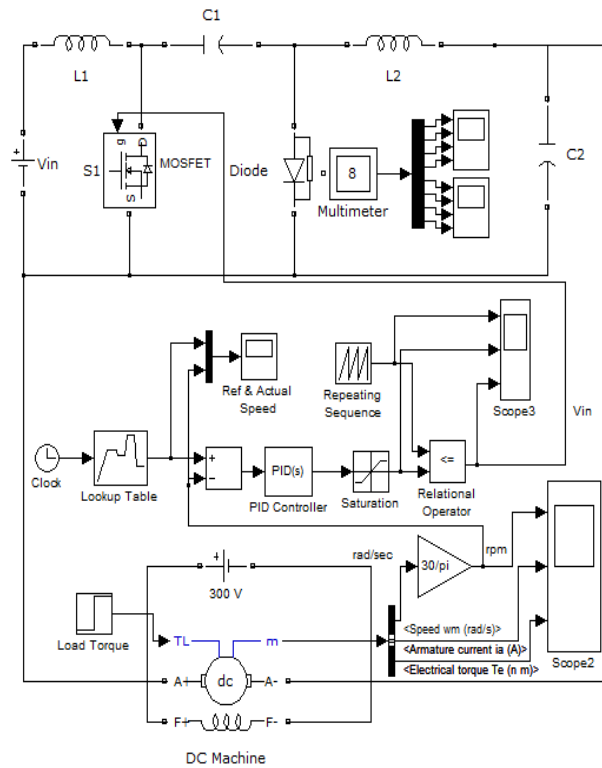 C1
L1
L2
g
D
S
S1
MOSFET
Vin
Diode
8
Multimeter
C2
Ref & Actual
Speed
Repeating
Sequence
Scope3
Vin
Clock
Lookup Table
+
−
PID(s)
PID Controller
Saturation
<=
Relational
Operator
rad/sec
30/pi
rpm
+
300 V
Load Torque
TL
m
<Speed wm (rad/s)>
<Armature current ia (A)>
<Electrical torque Te (n m)>
Scope2
A+
dc
A-
F+
F-
DC Machine